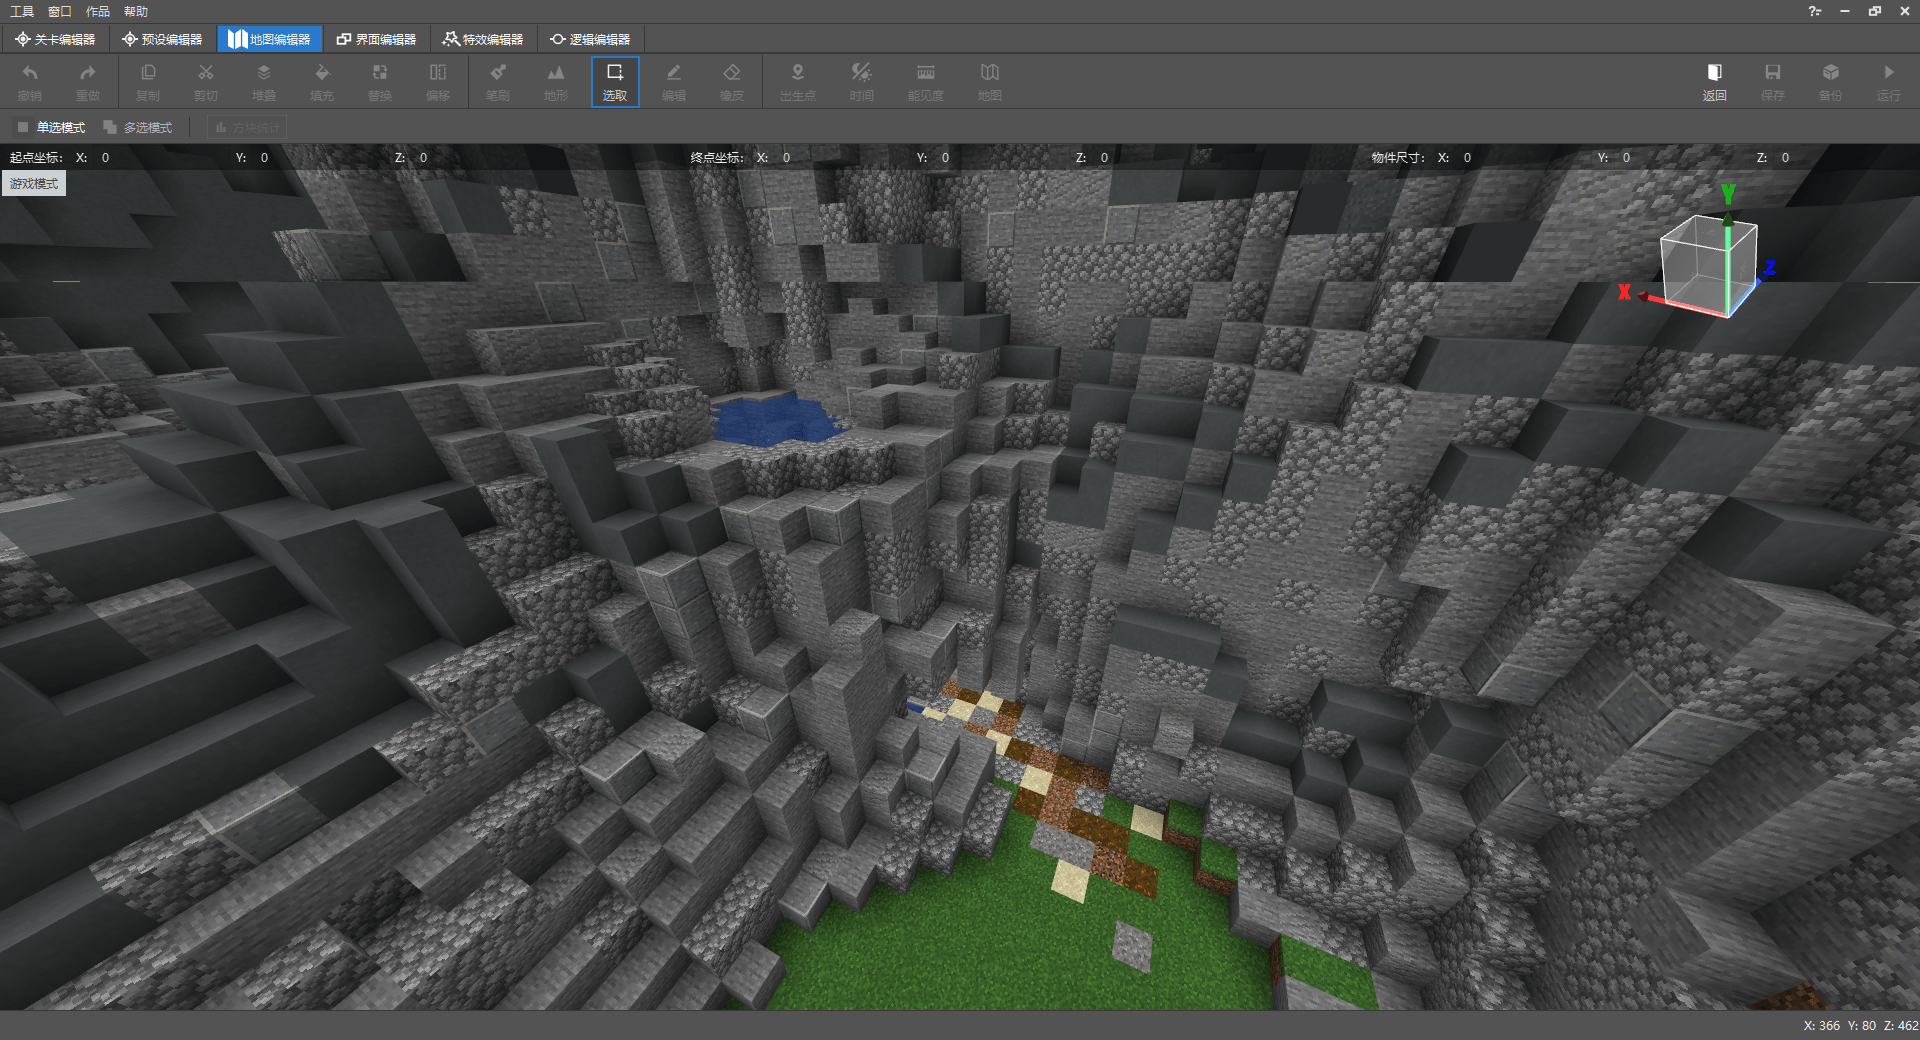 工具 窗口 作品 帮助
关卡编辑器 预设编辑器 地图编辑器 界面编辑器 特效编辑器 逻辑编辑器
撤销 重做 复制 剪切 堆叠 填充 替换 偏移 笔刷 地形 选取 编辑 橡皮 出生点 时间 能见度 地图 返回 保存 备份 运行
单选模式 多选模式 方块统计
起点坐标: X: 0 Y: 0 Z: 0 终点坐标: X: 0 Y: 0 Z: 0 物件尺寸: X: 0 Y: 0 Z: 0
游戏模式
Y
Z
X
X: 366 Y: 80 Z: 462